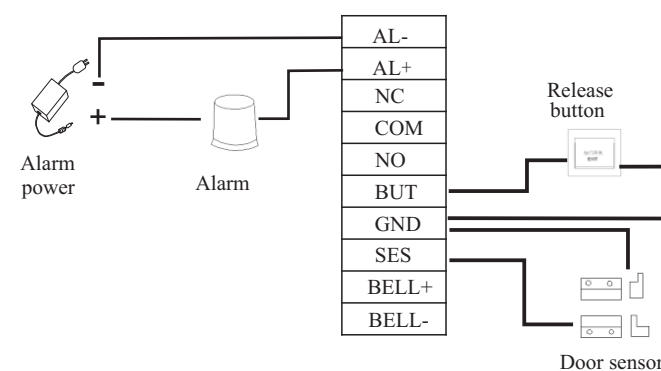 AL-
AL+
NC
COM
NO
BUT
GND
SES
BELL+
BELL-
-
+
Alarm
power
Alarm
Release
button
Door sensor